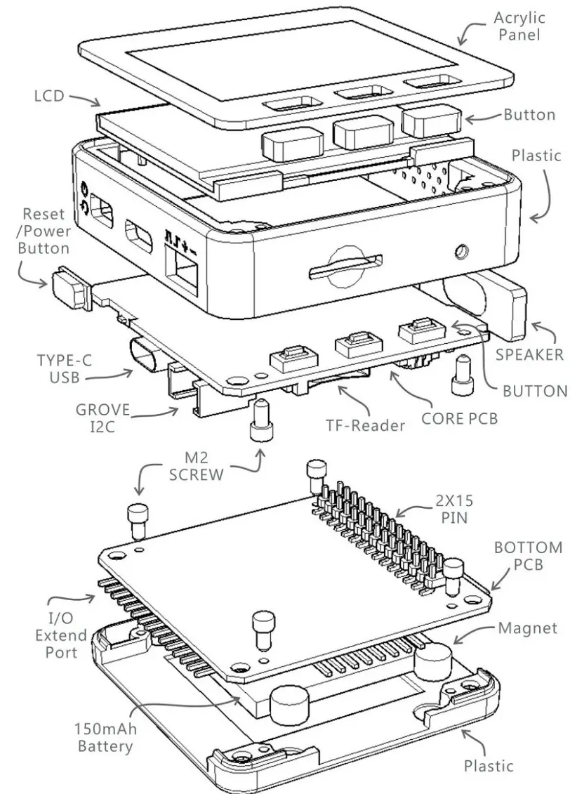 Acrylic
Panel
LCD
Button
Plastic
Reset
/Power
Button
SPEAKER
TYPE-C
USB
BUTTON
GROVE
I2C
TF-Reader
CORE PCB
M2
SCREW
2X15
PIN
BOTTOM
PCB
I/O
Extend
Port
Magnet
150mAh
Battery
Plastic